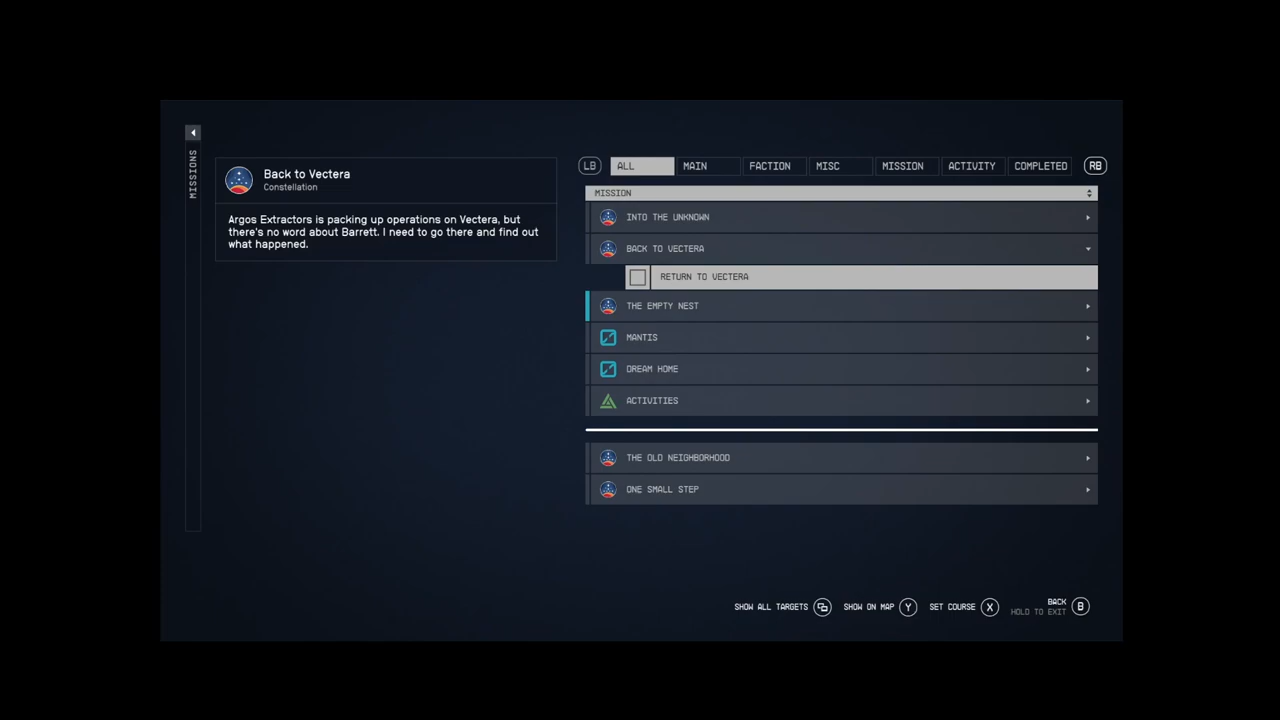 MISSIONS
Back to Vectera
Constellation
Argos Extractors is packing up operations on Vectera, but
there's no word about Barrett. I need to go there and find out
what happened.
LB ALL MAIN FACTION MISC MISSION ACTIVITY COMPLETED RB
MISSION
INTO THE UNKNOWN
BACK TO VECTERA
RETURN TO VECTERA
THE EMPTY NEST
MANTIS
DREAM HOME
ACTIVITIES
THE OLD NEIGHBORHOOD
ONE SMALL STEP
SHOW ALL TARGETS SHOW ON MAP Y SET COURSE X BACK B
HOLD TO EXIT